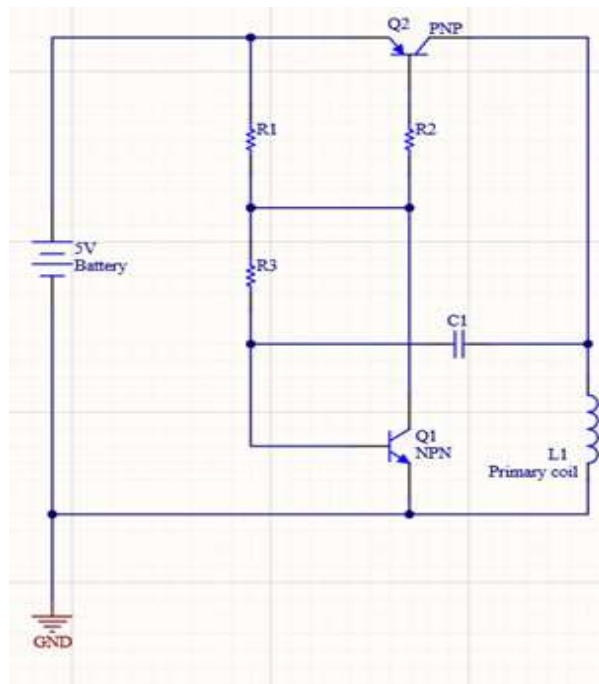 Q2
PNP
R1
R2
5V
Battery
R3
C1
Q1
NPN
L1
Primary coil
GND